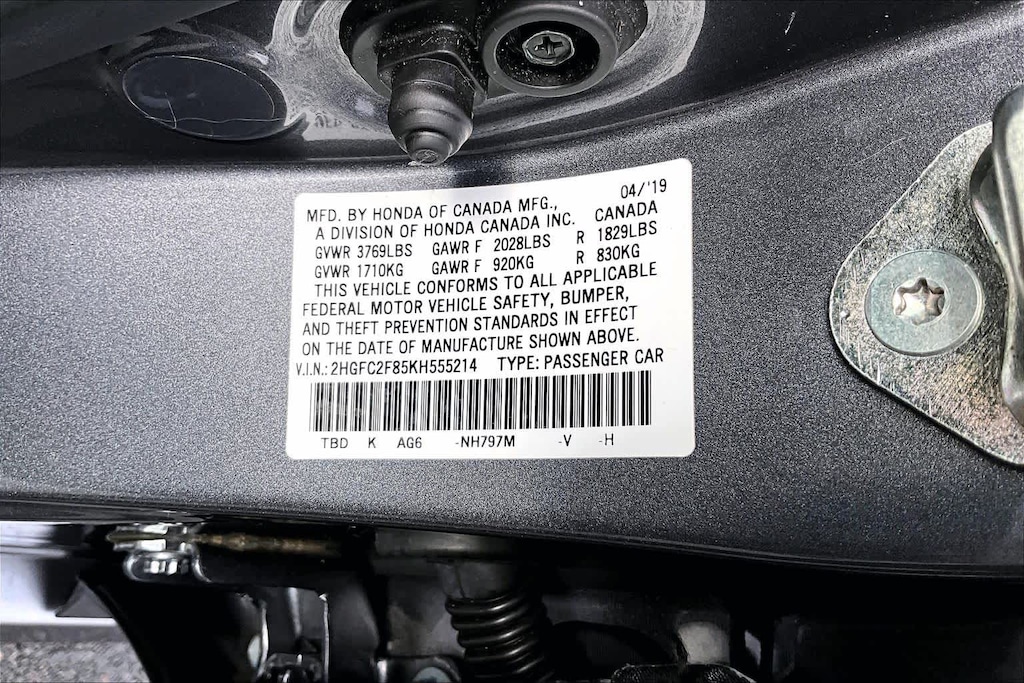 04/'19
MFD. BY HONDA OF CANADA MFG.,
A DIVISION OF HONDA CANADA INC. CANADA
GVWR 3769LBS GAWR F 2028LBS R 1829LBS
GVWR 1710KG GAWR F 920KG R 830KG
THIS VEHICLE CONFORMS TO ALL APPLICABLE
FEDERAL MOTOR VEHICLE SAFETY, BUMPER,
AND THEFT PREVENTION STANDARDS IN EFFECT
ON THE DATE OF MANUFACTURE SHOWN ABOVE.
V.I.N.: 2HGFC2F85KH555214 TYPE: PASSENGER CAR
TBD K AG6 -NH797M -V -H